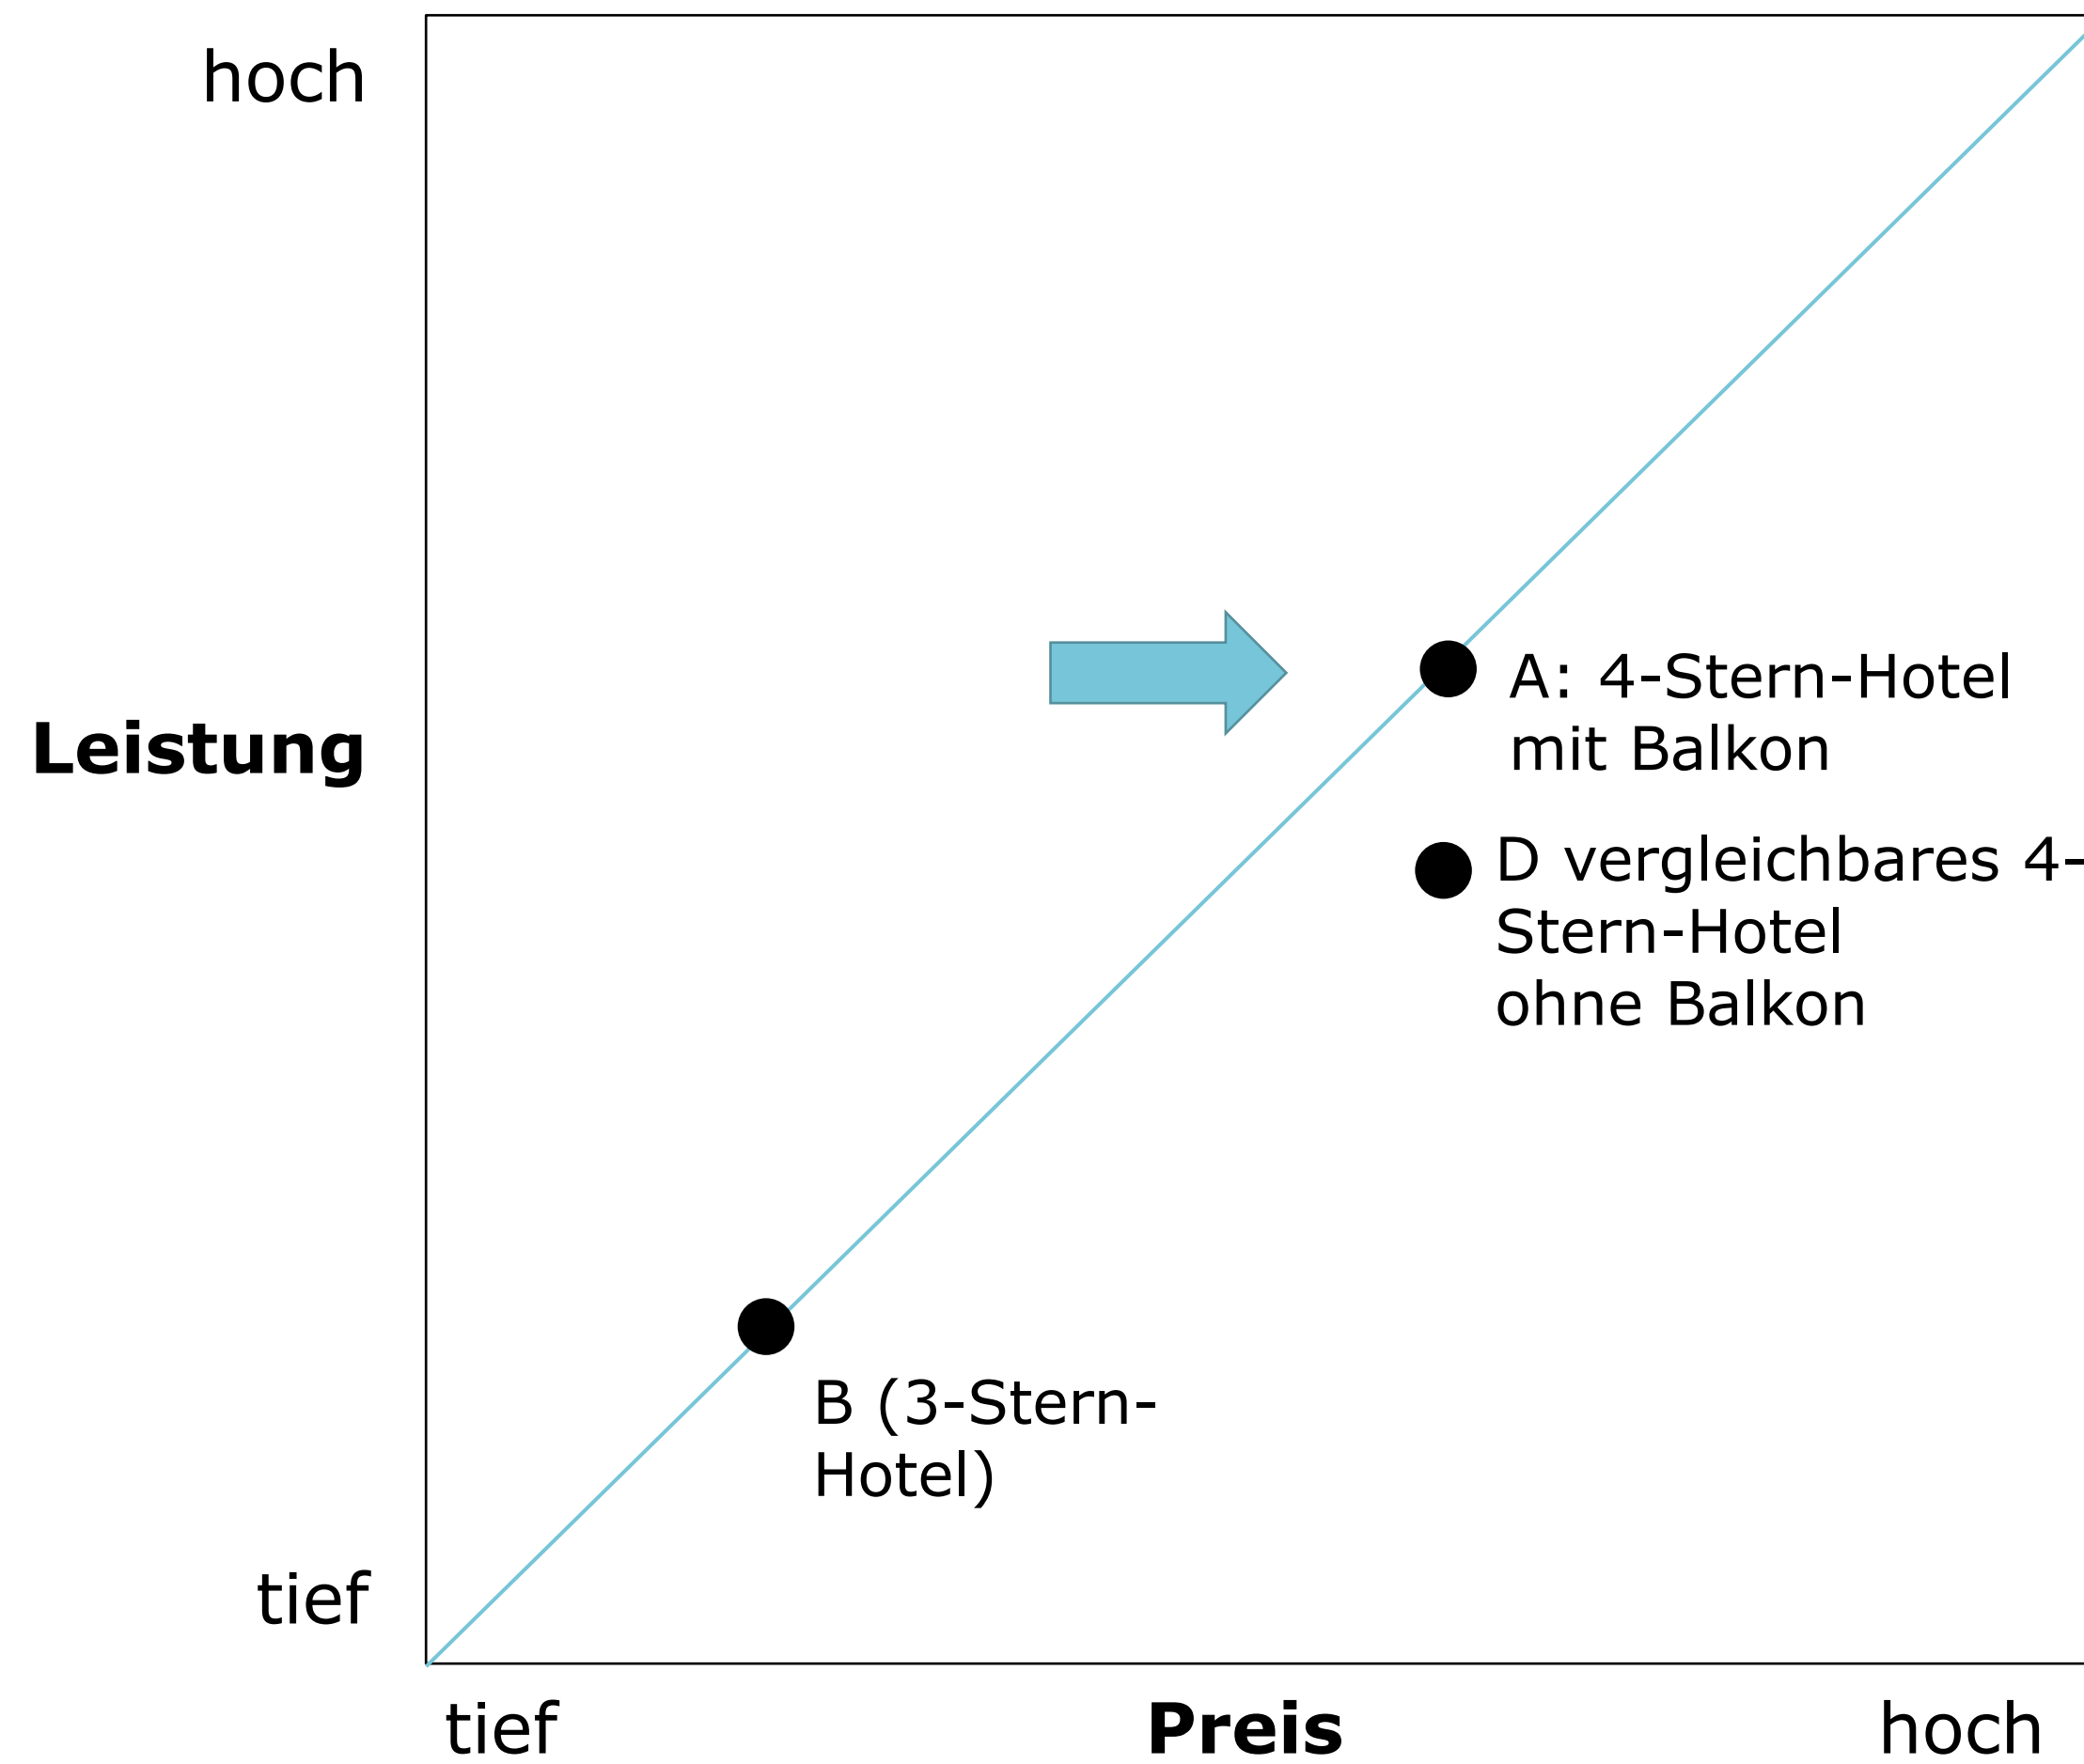 hoch
Leistung
A: 4-Stern-Hotel
mit Balkon
D vergleichbares 4-
Stern-Hotel
ohne Balkon
B (3-Stern-
Hotel)
tief
tief
Preis
hoch